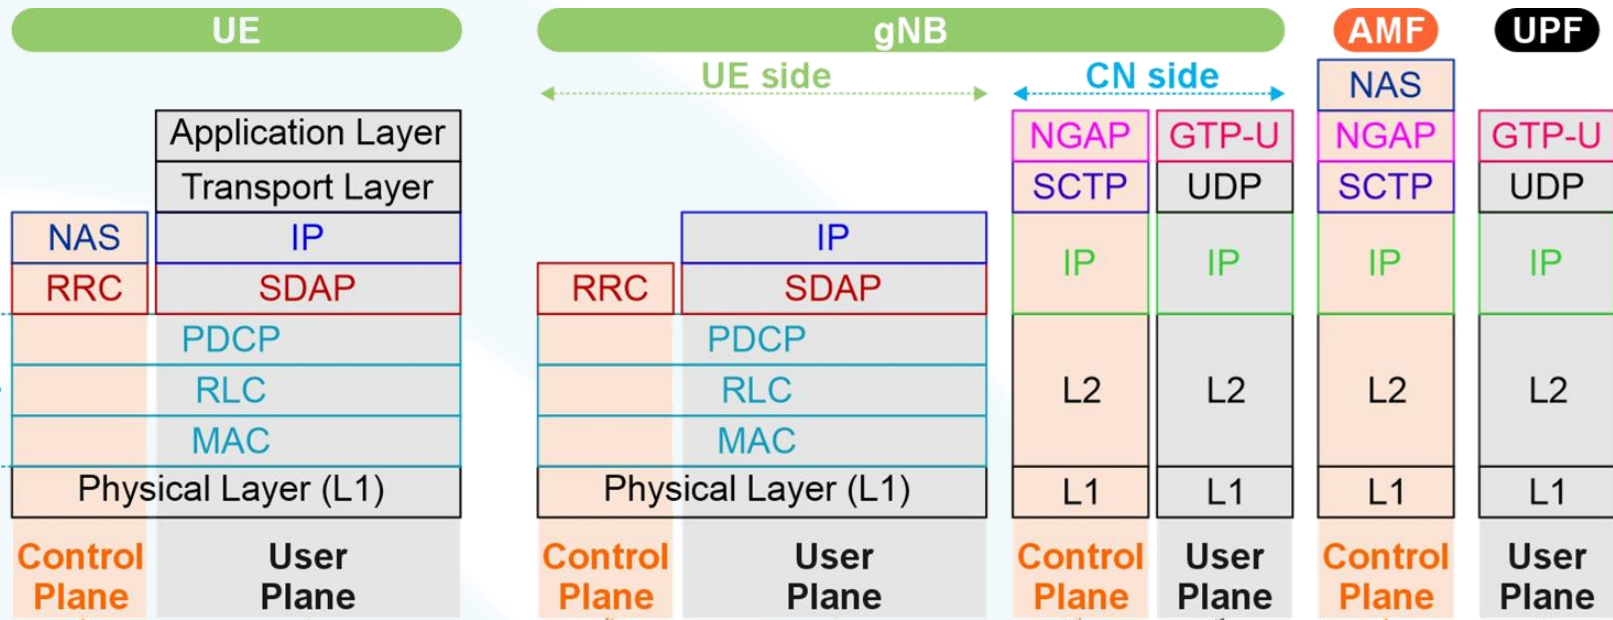 UE
gNB
AMF
UPF
UE side
CN side
NAS
Application Layer
NGAP
GTP-U
NGAP
GTP-U
Transport Layer
SCTP
UDP
SCTP
UDP
NAS
IP
IP
IP
IP
IP
IP
RRC
SDAP
RRC
SDAP
PDCP
PDCP
RLC
RLC
L2
L2
L2
L2
MAC
MAC
Physical Layer (L1)
Physical Layer (L1)
L1
L1
L1
L1
Control
Plane
User
Plane
Control
Plane
User
Plane
Control
Plane
User
Plane
Control
Plane
User
Plane